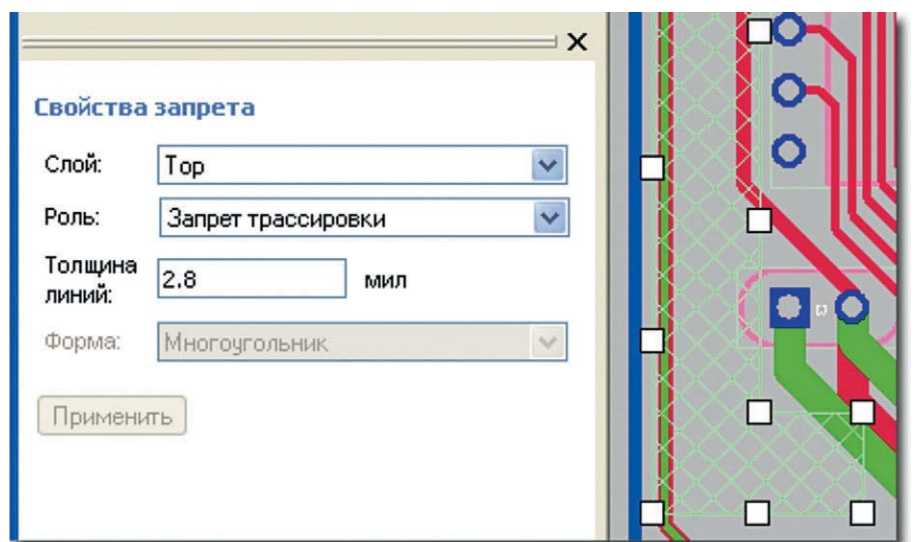 Свойства запрета
Слой:
Top
Роль:
Запрет трассировки
Толщина
линий:
2.8
мил
Форма:
Многоугольник
Применить